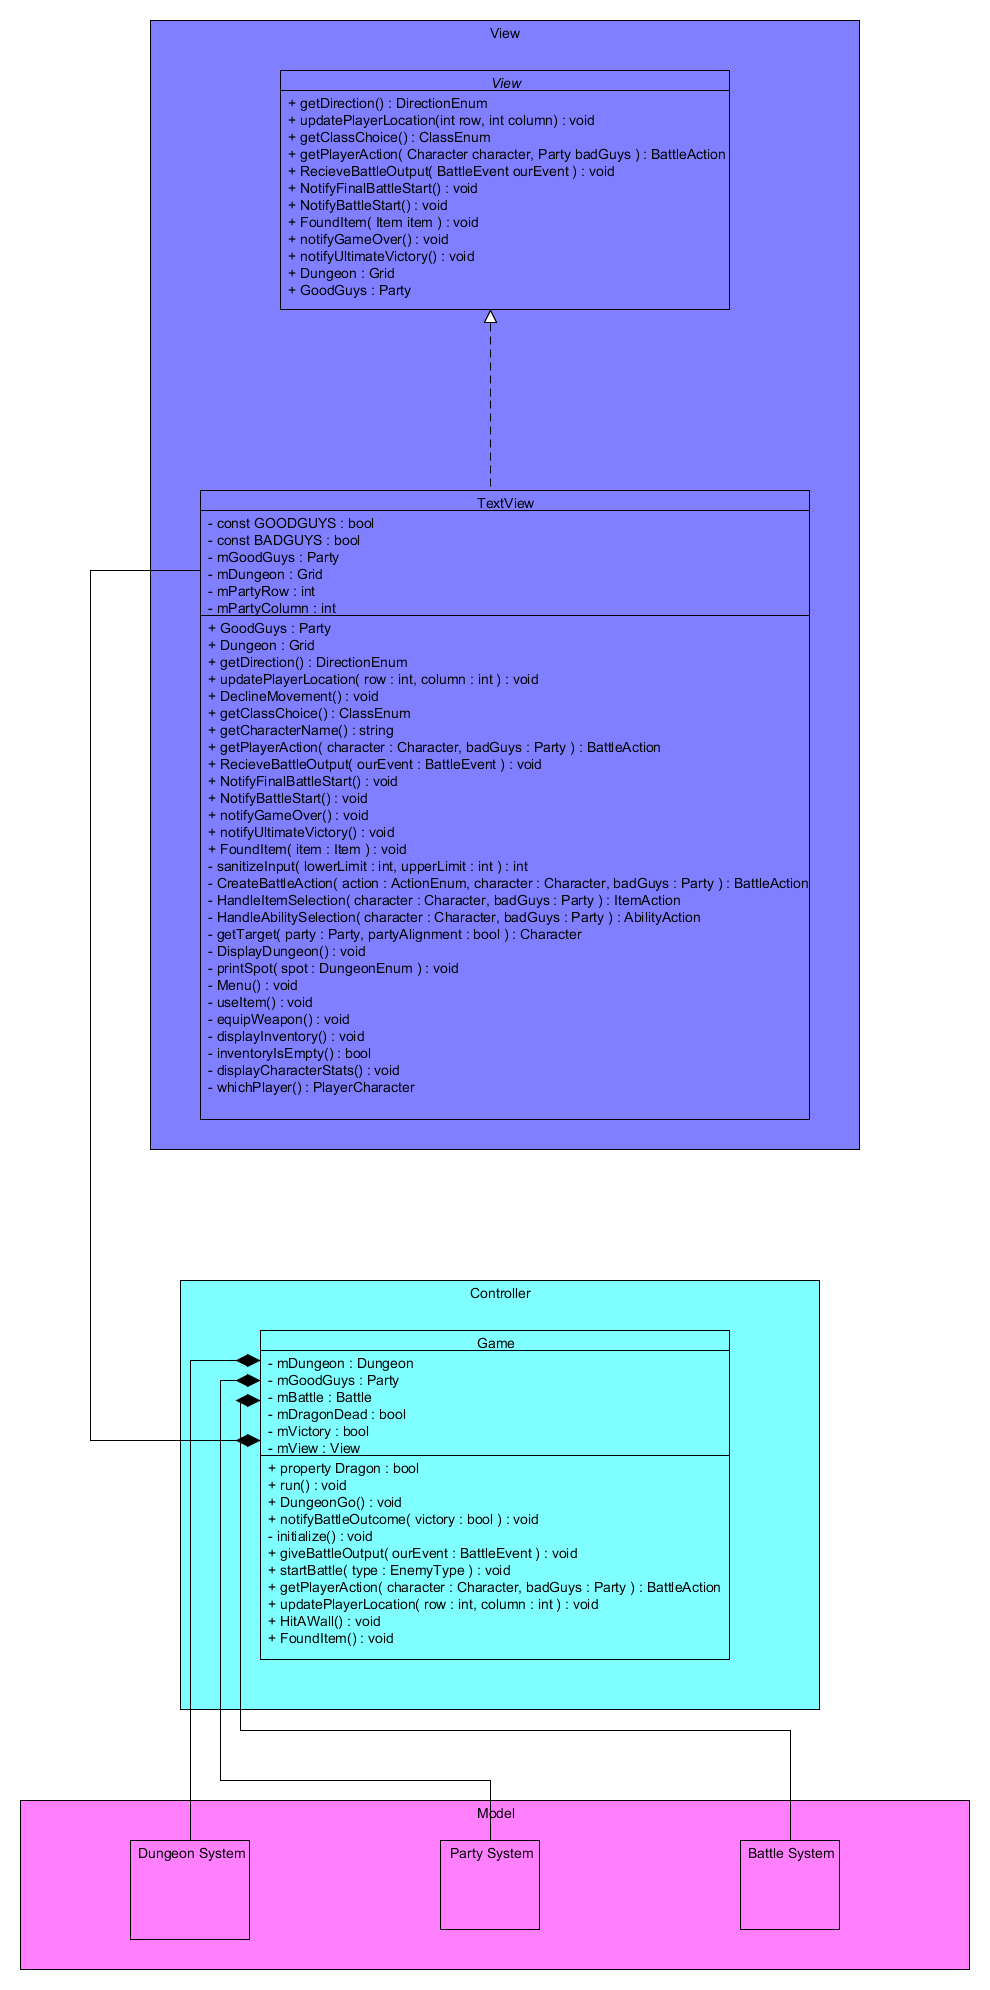 View
View
+ getDirection() : DirectionEnum
+ updatePlayerLocation(int row, int column) : void
+ getClassChoice() : ClassEnum
+ getPlayerAction( Character character, Party badGuys ) : BattleAction
+ RecieveBattleOutput( BattleEvent ourEvent ) : void
+ NotifyFinalBattleStart() : void
+ NotifyBattleStart() : void
+ FoundItem( Item item ) : void
+ notifyGameOver() : void
+ notifyUltimateVictory() : void
+ Dungeon : Grid
+ GoodGuys : Party
TextView
- const GOODGUYS : bool
- const BADGUYS : bool
- mGoodGuys : Party
- mDungeon : Grid
- mPartyRow : int
- mPartyColumn : int
+ GoodGuys : Party
+ Dungeon : Grid
+ getDirection() : DirectionEnum
+ updatePlayerLocation( row : int, column : int ) : void
+ DeclineMovement() : void
+ getClassChoice() : ClassEnum
+ getCharacterName() : string
+ getPlayerAction( character : Character, badGuys : Party ) : BattleAction
+ RecieveBattleOutput( ourEvent : BattleEvent ) : void
+ NotifyFinalBattleStart() : void
+ NotifyBattleStart() : void
+ notifyGameOver() : void
+ notifyUltimateVictory() : void
+ FoundItem( item : Item ) : void
- sanitizeInput( lowerLimit : int, upperLimit : int ) : int
- CreateBattleAction( action : ActionEnum, character : Character, badGuys : Party ) : BattleAction
- HandleItemSelection( character : Character, badGuys : Party ) : ItemAction
- HandleAbilitySelection( character : Character, badGuys : Party ) : AbilityAction
- getTarget( party : Party, partyAlignment : bool ) : Character
- DisplayDungeon() : void
- printSpot( spot : DungeonEnum ) : void
- Menu() : void
- useItem() : void
- equipWeapon() : void
- displayInventory() : void
- inventoryIsEmpty() : bool
- displayCharacterStats() : void
- whichPlayer() : PlayerCharacter
Controller
Game
- mDungeon : Dungeon
- mGoodGuys : Party
- mBattle : Battle
- mDragonDead : bool
- mVictory : bool
- mView : View
+ property Dragon : bool
+ run() : void
+ DungeonGo() : void
+ notifyBattleOutcome( victory : bool ) : void
- initialize() : void
+ giveBattleOutput( ourEvent : BattleEvent ) : void
+ startBattle( type : EnemyType ) : void
+ getPlayerAction( character : Character, badGuys : Party ) : BattleAction
+ updatePlayerLocation( row : int, column : int ) : void
+ HitAWall() : void
+ FoundItem() : void
Model
Dungeon System
Party System
Battle System